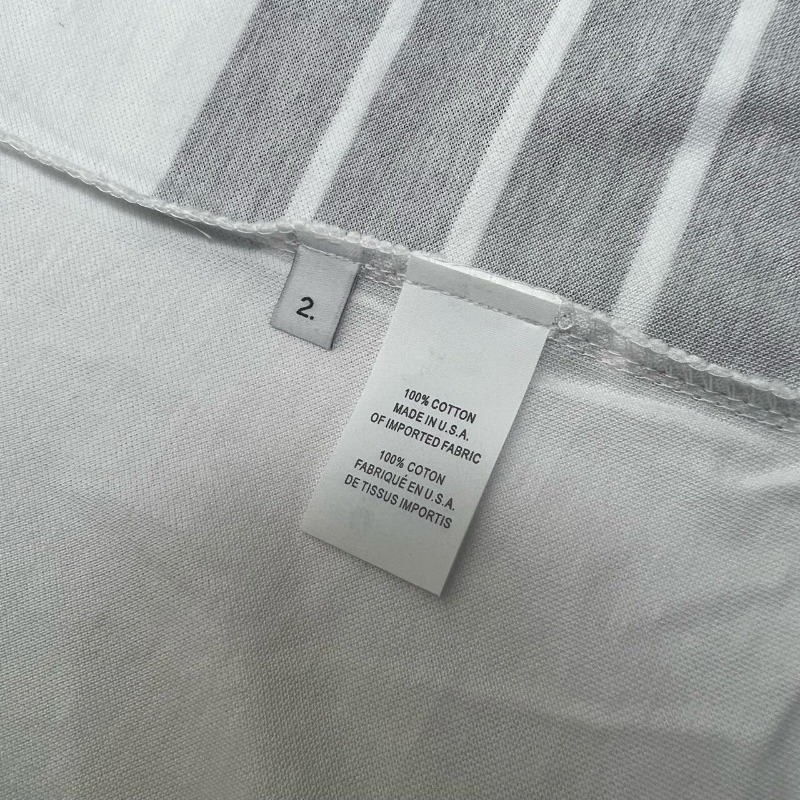 2.
100% COTTON
MADE IN U.S.A.
OF IMPORTED FABRIC
100% COTON
FABRIQUÉ EN U.S.A.
DE TISSUS IMPORTIS